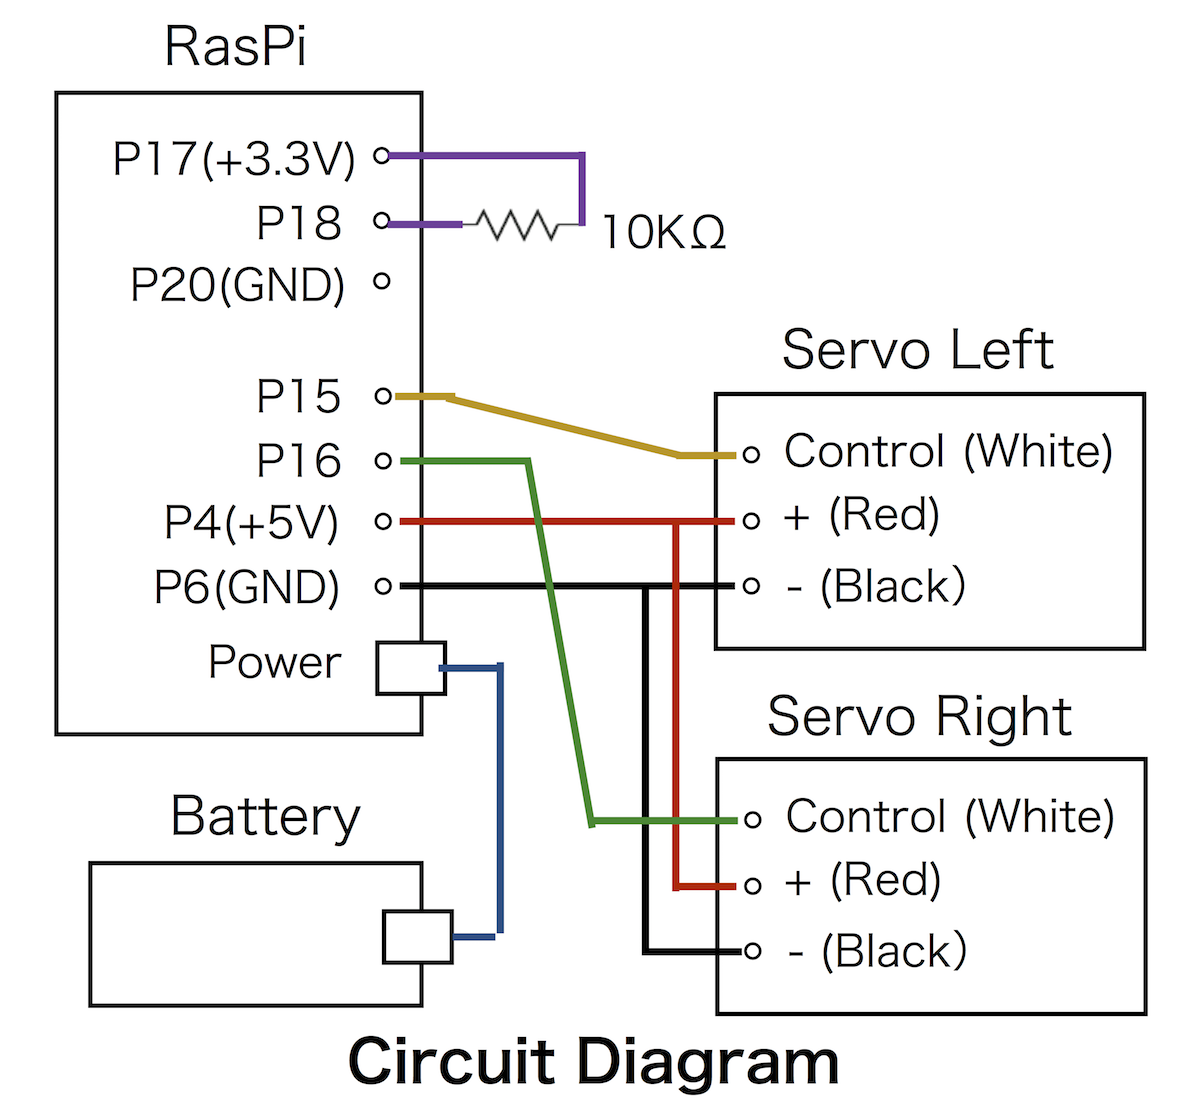 RasPi
P17(+3.3V)
P18
10KΩ
P20(GND)
P15
P16
P4(+5V)
P6(GND)
Power
Servo Left
Control (White)
+ (Red)
- (Black)
Servo Right
Control (White)
+ (Red)
- (Black)
Battery
Circuit Diagram